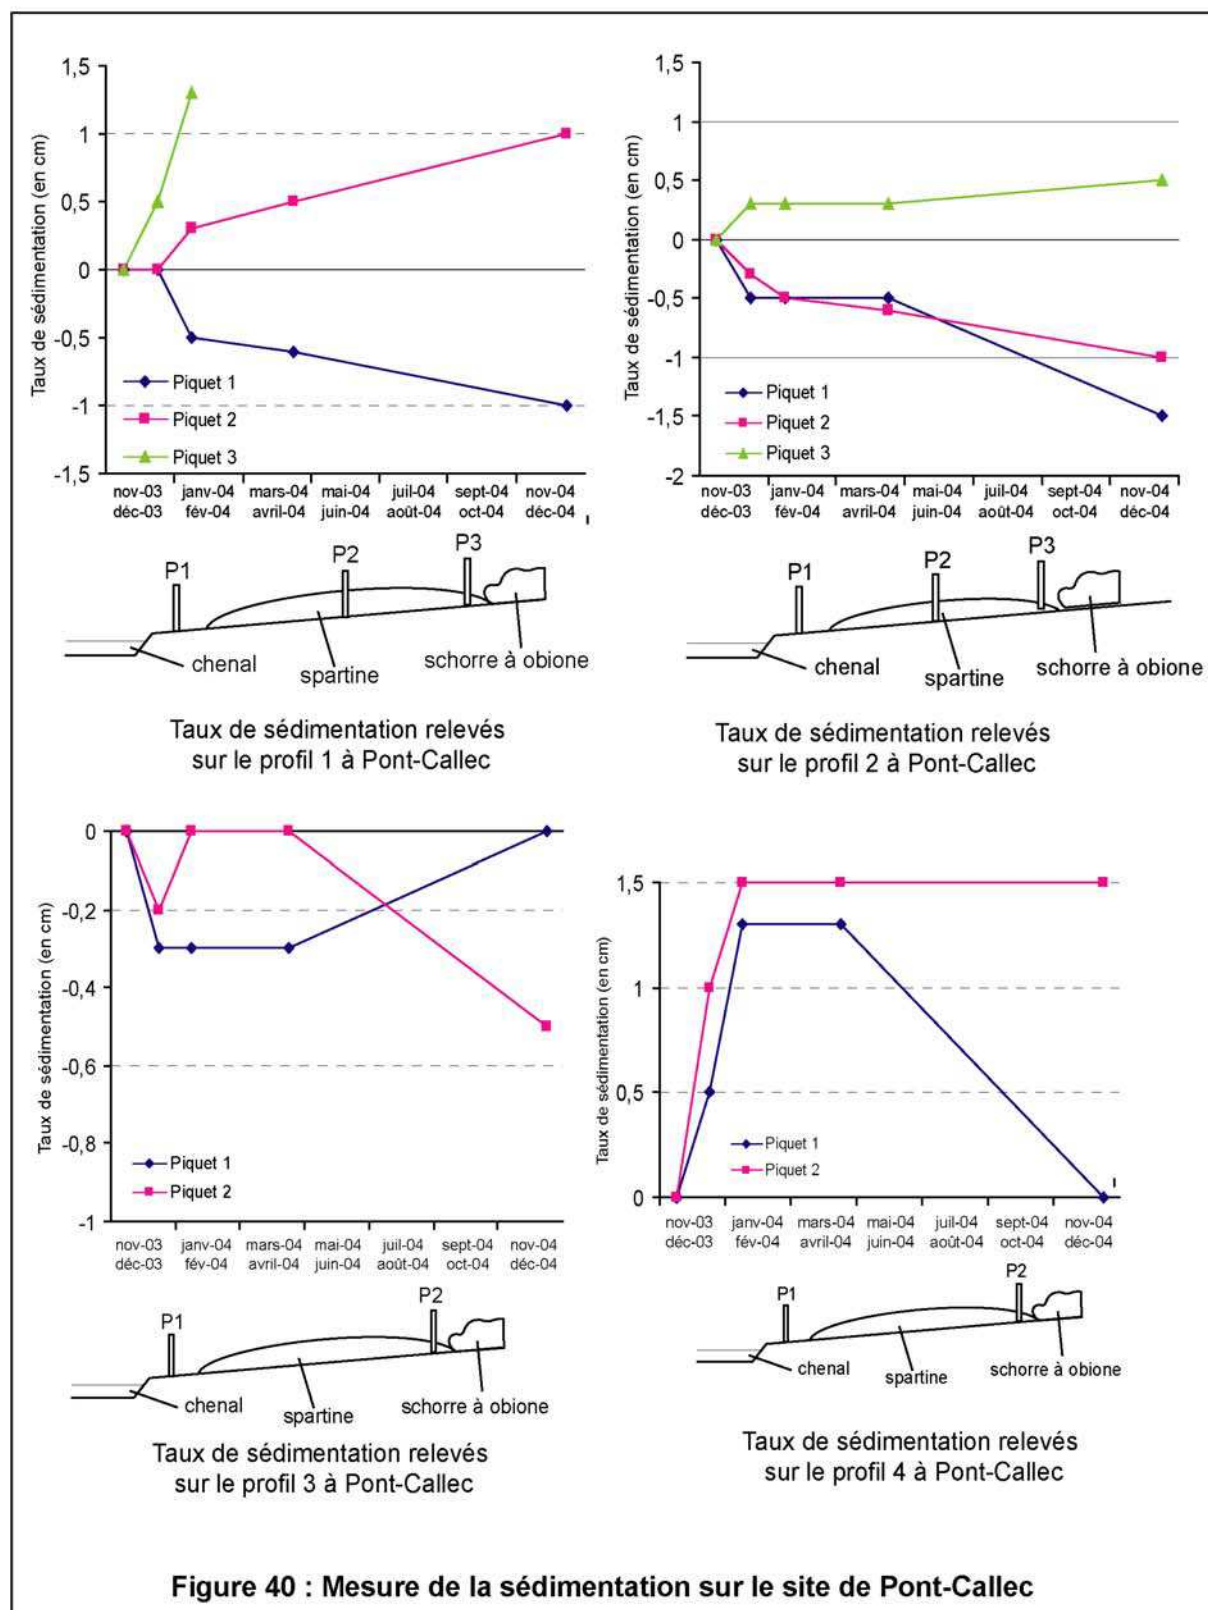 Taux de sédimentation (en cm)
1,5
1
0,5
0
-0,5
-1
-1,5
Piquet 1
Piquet 2
Piquet 3
nov-03 janv-04 mars-04 mai-04 juil-04 sept-04 nov-04
déc-03 fév-04 avril-04 juin-04 août-04 oct-04 déc-04
P1
P2
P3
chenal
spartine
schorre à obione
Taux de sédimentation relevés
sur le profil 1 à Pont-Callec
Taux de sédimentation (en cm)
1,5
1
0,5
0
-0,5
-1
-1,5
-2
Piquet 1
Piquet 2
Piquet 3
nov-03 janv-04 mars-04 mai-04 juil-04 sept-04 nov-04
déc-03 fév-04 avril-04 juin-04 août-04 oct-04 déc-04
P1
P2
P3
chenal
spartine
schorre à obione
Taux de sédimentation relevés
sur le profil 2 à Pont-Callec
Taux de sédimentation (en cm)
0
-0,2
-0,4
-0,6
-0,8
-1
Piquet 1
Piquet 2
nov-03 janv-04 mars-04 mai-04 juil-04 sept-04 nov-04
déc-03 fév-04 avril-04 juin-04 août-04 oct-04 déc-04
P1
P2
chenal
spartine
schorre à obione
Taux de sédimentation relevés
sur le profil 3 à Pont-Callec
Taux de sédimentation (en cm)
1,5
1
0,5
0
Piquet 1
Piquet 2
nov-03 janv-04 mars-04 mai-04 juil-04 sept-04 nov-04
déc-03 fév-04 avril-04 juin-04 août-04 oct-04 déc-04
P1
P2
chenal
spartine
schorre à obione
Taux de sédimentation relevés
sur le profil 4 à Pont-Callec
Figure 40 : Mesure de la sédimentation sur le site de Pont-Callec